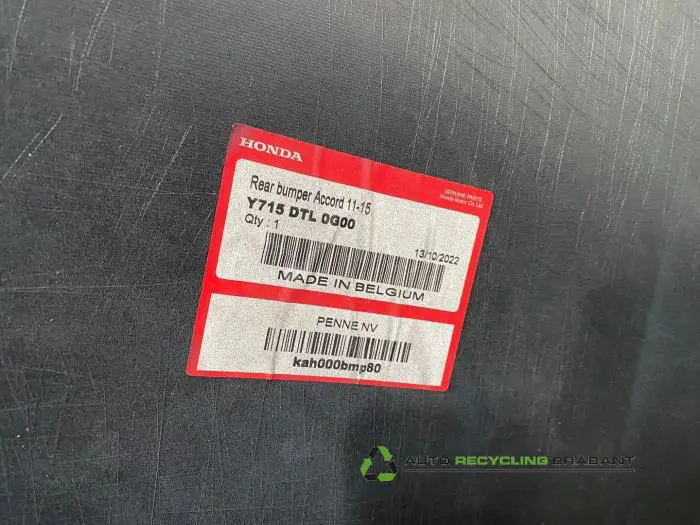 HONDA
GENUINE PARTS
Honda Motor Co. Ltd.
Rear bumper Accord 11-15
Y715 DTL 0G00
Qty : 1
13/10/2022
MADE IN BELGIUM
PENNE NV
kah000bmp80
AUTO RECYCLING BRABANT